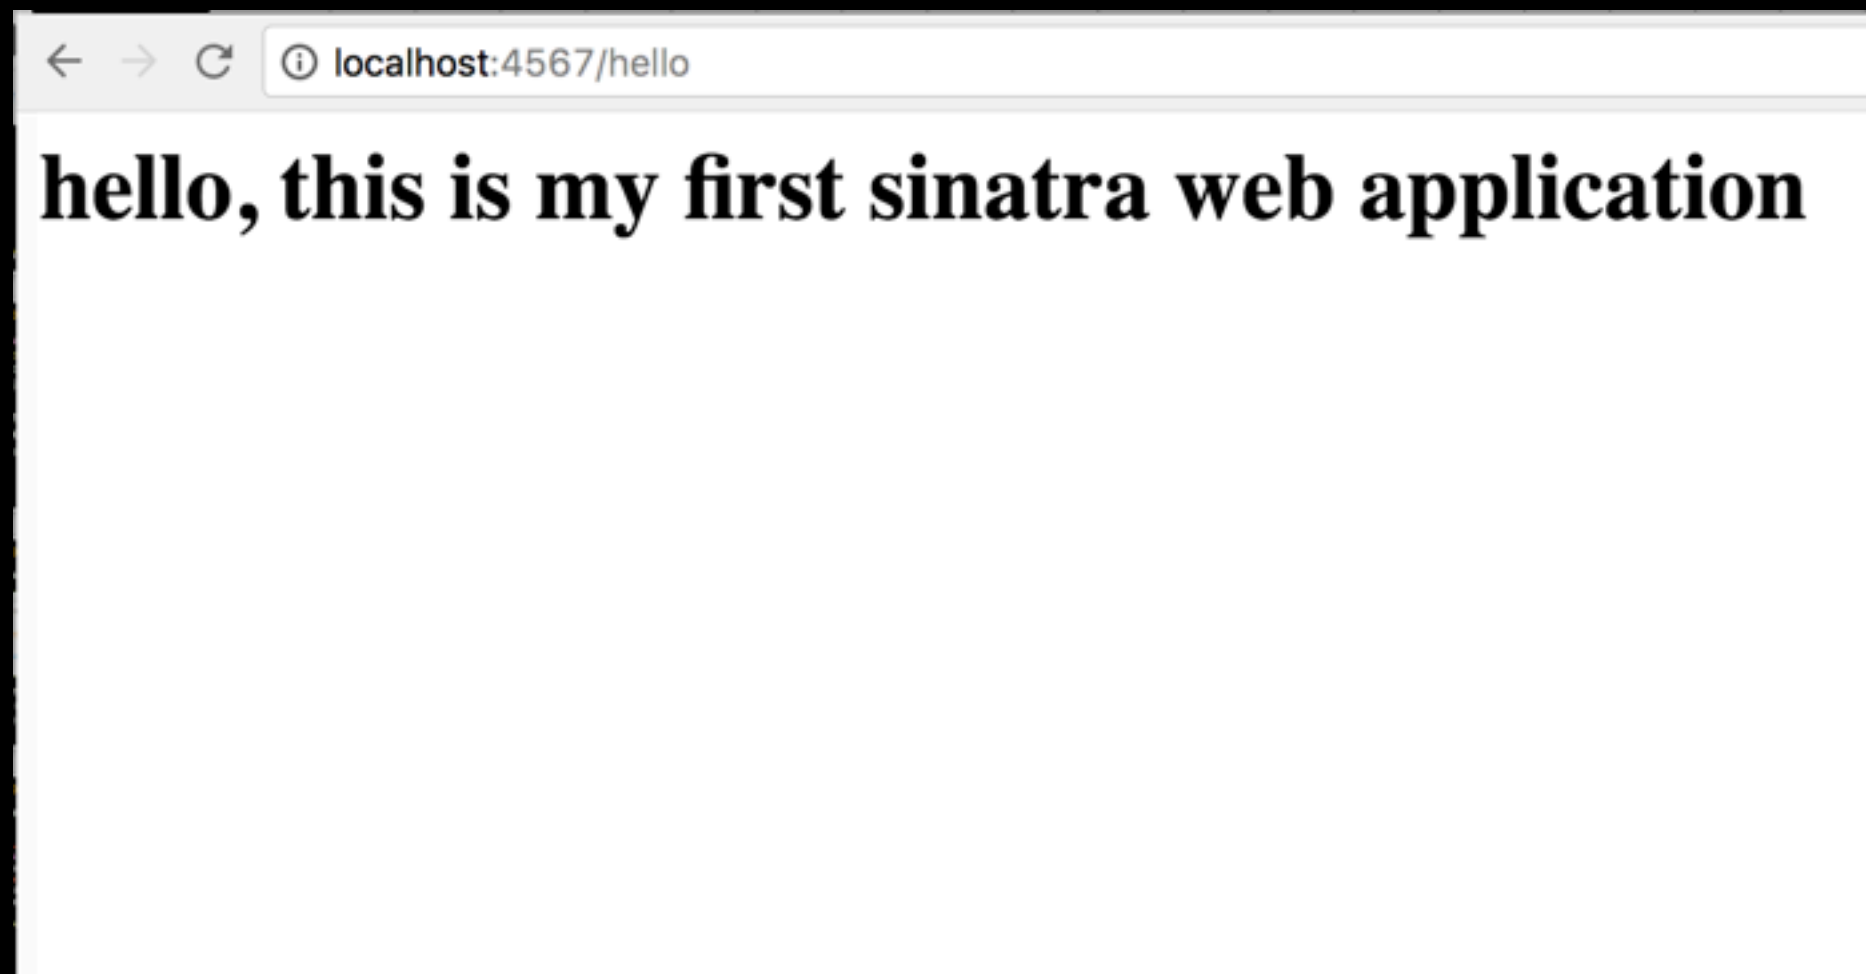 localhost:4567/hello
hello, this is my first sinatra web application